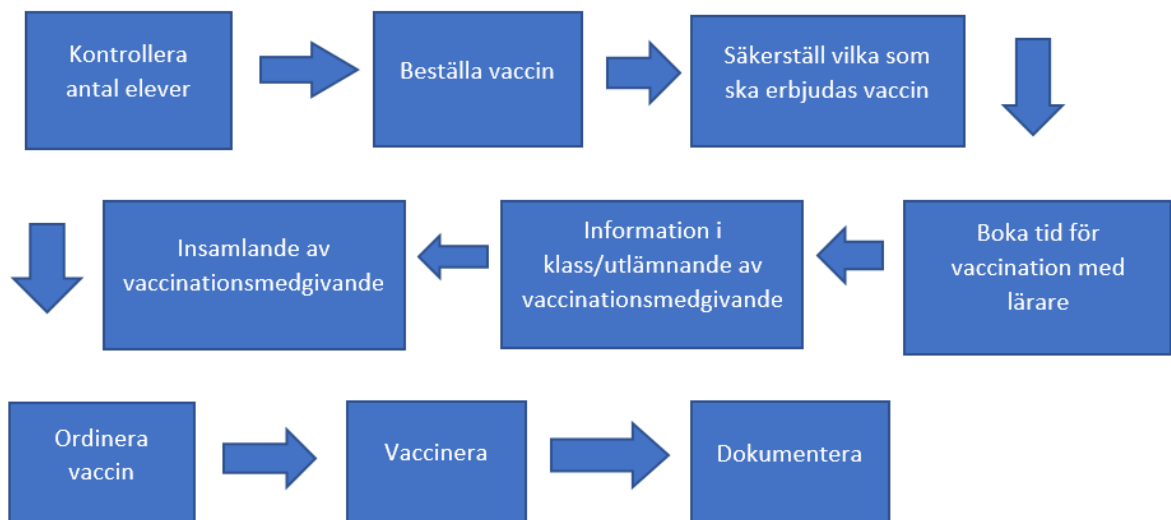 Kontrollera
antal elever
Beställa vaccin
Säkerställ vilka som
ska erbjudas vaccin
Boka tid för
vaccination med
lärare
Information i
klass/utlämnande av
vaccinationsmedgivande
Insamlande av
vaccinationsmedgivande
Ordinera
vaccin
Vaccinera
Dokumentera